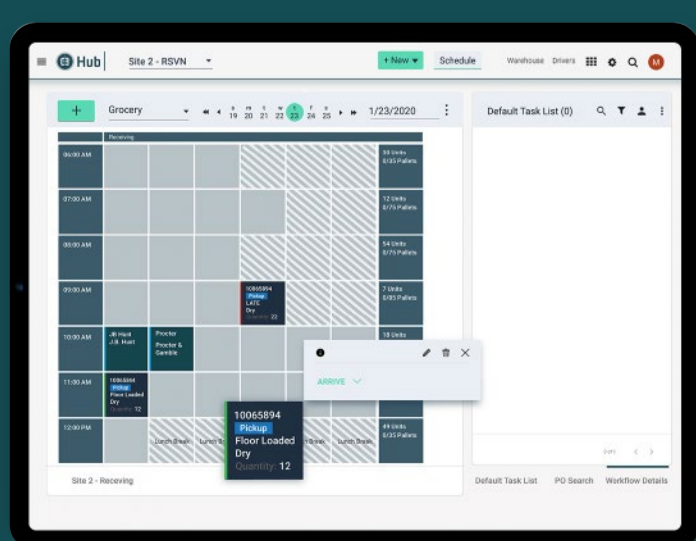 Hub
Site 2 - RSVN
+ New
Schedule
Warehouse
Drivers
M
+
Grocery
s m t w t f s
19 20 21 22 23 24 25
1/23/2020
Default Task List (0)
Receiving
06:00 AM
30 Units
0/35 Pallets
07:00 AM
12 Units
0/75 Pallets
08:00 AM
54 Units
0/75 Pallets
09:00 AM
10065894
Pickup
LATE
Dry
Quantity: 22
7 Units
0/85 Pallets
10:00 AM
JB Hunt
J.B. Hunt
Procter
Procter &
Gamble
18 Units
ARRIVE
11:00 AM
10065894
Pickup
Floor Loaded
Dry
Quantity: 12
10065894
Pickup
Floor Loaded
Dry
Quantity: 12
12:00 PM
Lunch Break
Lunch
Break
Lunch Break
49 Units
0/35 Pallets
Site 2 - Receving
Default Task List
PO Search
Workflow Details